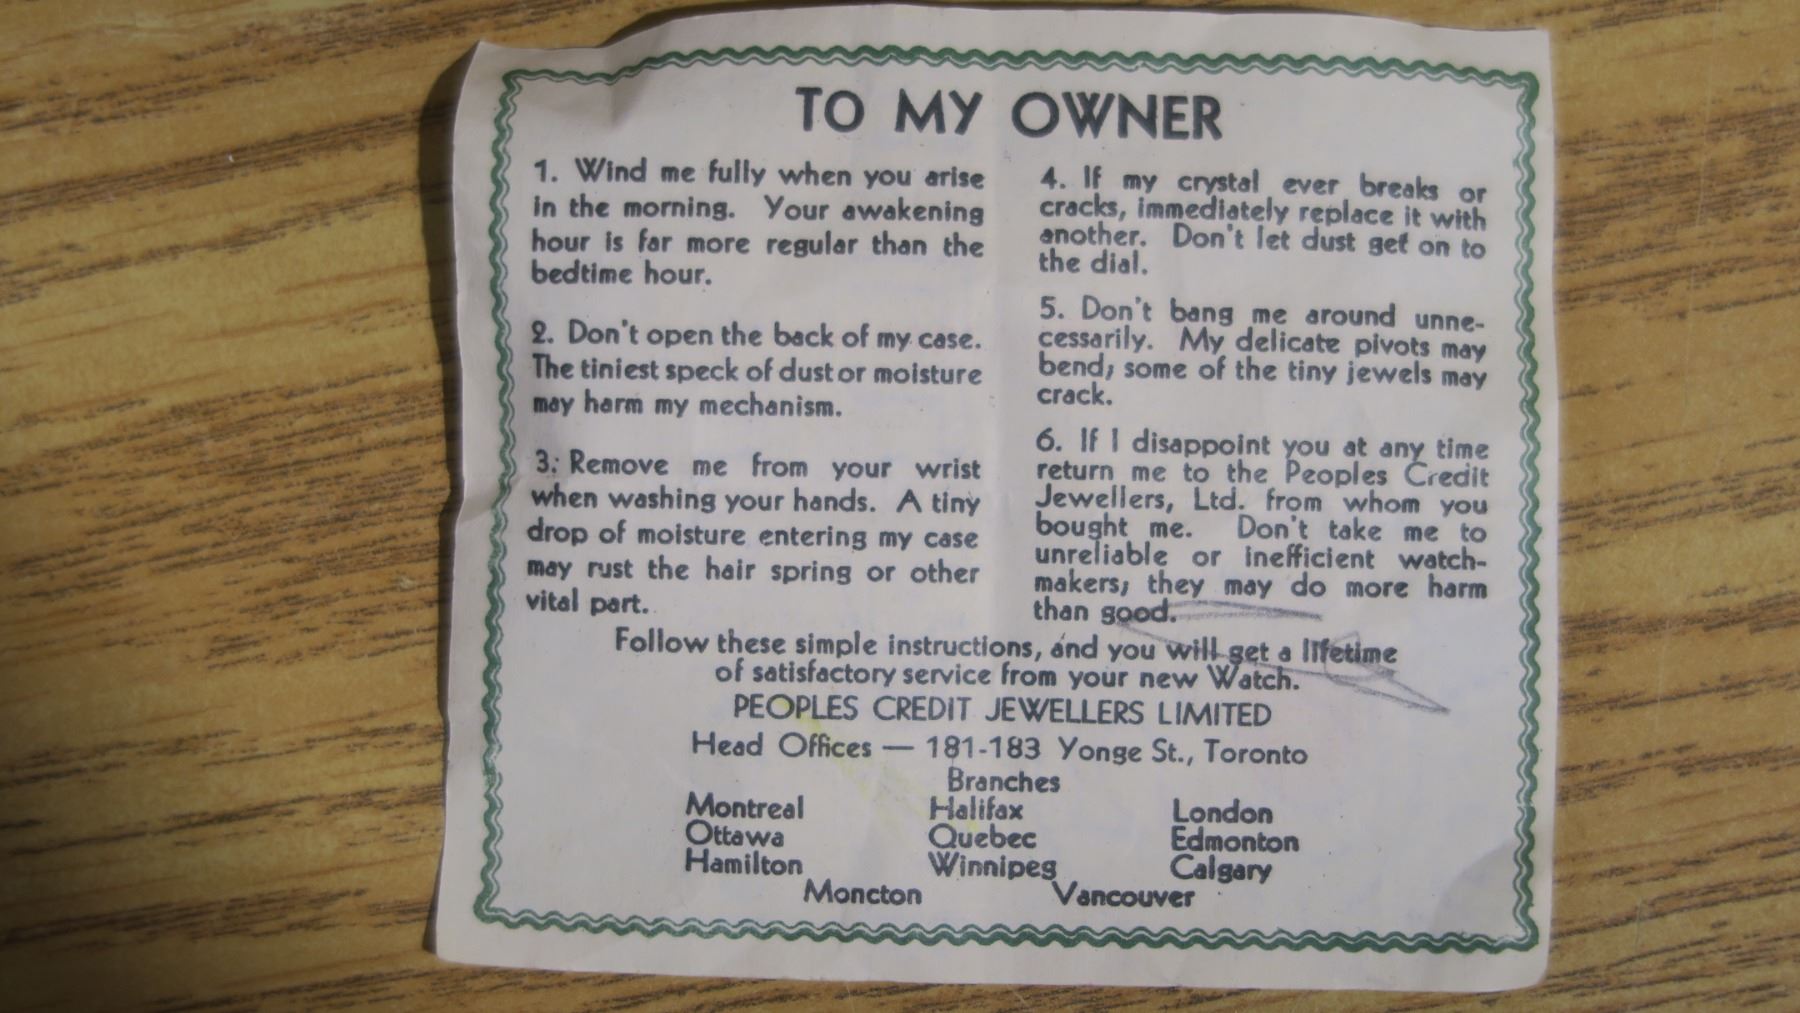 TO MY OWNER
1. Wind me fully when you arise
in the morning. Your awakening
hour is far more regular than the
bedtime hour.
2. Don't open the back of my case.
The tiniest speck of dust or moisture
may harm my mechanism.
3. Remove me from your wrist
when washing your hands. A tiny
drop of moisture entering my case
may rust the hair spring or other
vital part.
4. If my crystal ever breaks or
cracks, immediately replace it with
another. Don't let dust get on to
the dial.
5. Don't bang me around unne-
cessarily. My delicate pivots may
bend; some of the tiny jewels may
crack.
6. If I disappoint you at any time
return me to the Peoples Credit
Jewellers, Ltd. from whom you
bought me. Don't take me to
unreliable or inefficient watch-
makers; they may do more harm
than good.
Follow these simple instructions, and you will get a lifetime
of satisfactory service from your new Watch.
PEOPLES CREDIT JEWELLERS LIMITED
Head Offices — 181-183 Yonge St., Toronto
Branches
Montreal Halifax London
Ottawa Quebec Edmonton
Hamilton Winnipeg Calgary
Moncton Vancouver